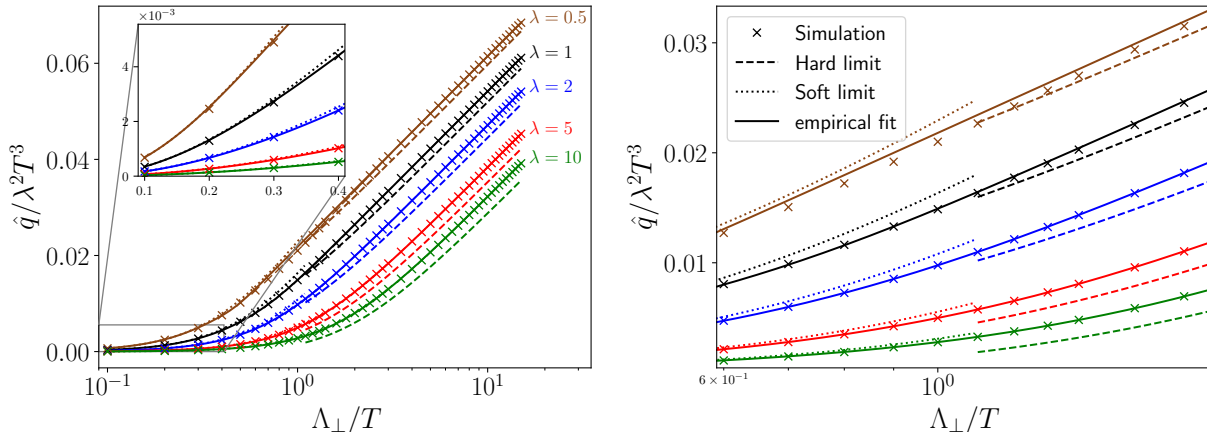 ×10⁻³
4
2
0
0.1
0.2
0.3
0.4
λ = 0.5
λ = 1
λ = 2
λ = 5
λ = 10
0.06
0.04
0.02
0.00
q̂/λ²T³
10⁻¹
10⁰
10¹
Λ⊥/T
Simulation
Hard limit
Soft limit
empirical fit
0.03
0.02
0.01
q̂/λ²T³
6 × 10⁻¹
10⁰
Λ⊥/T